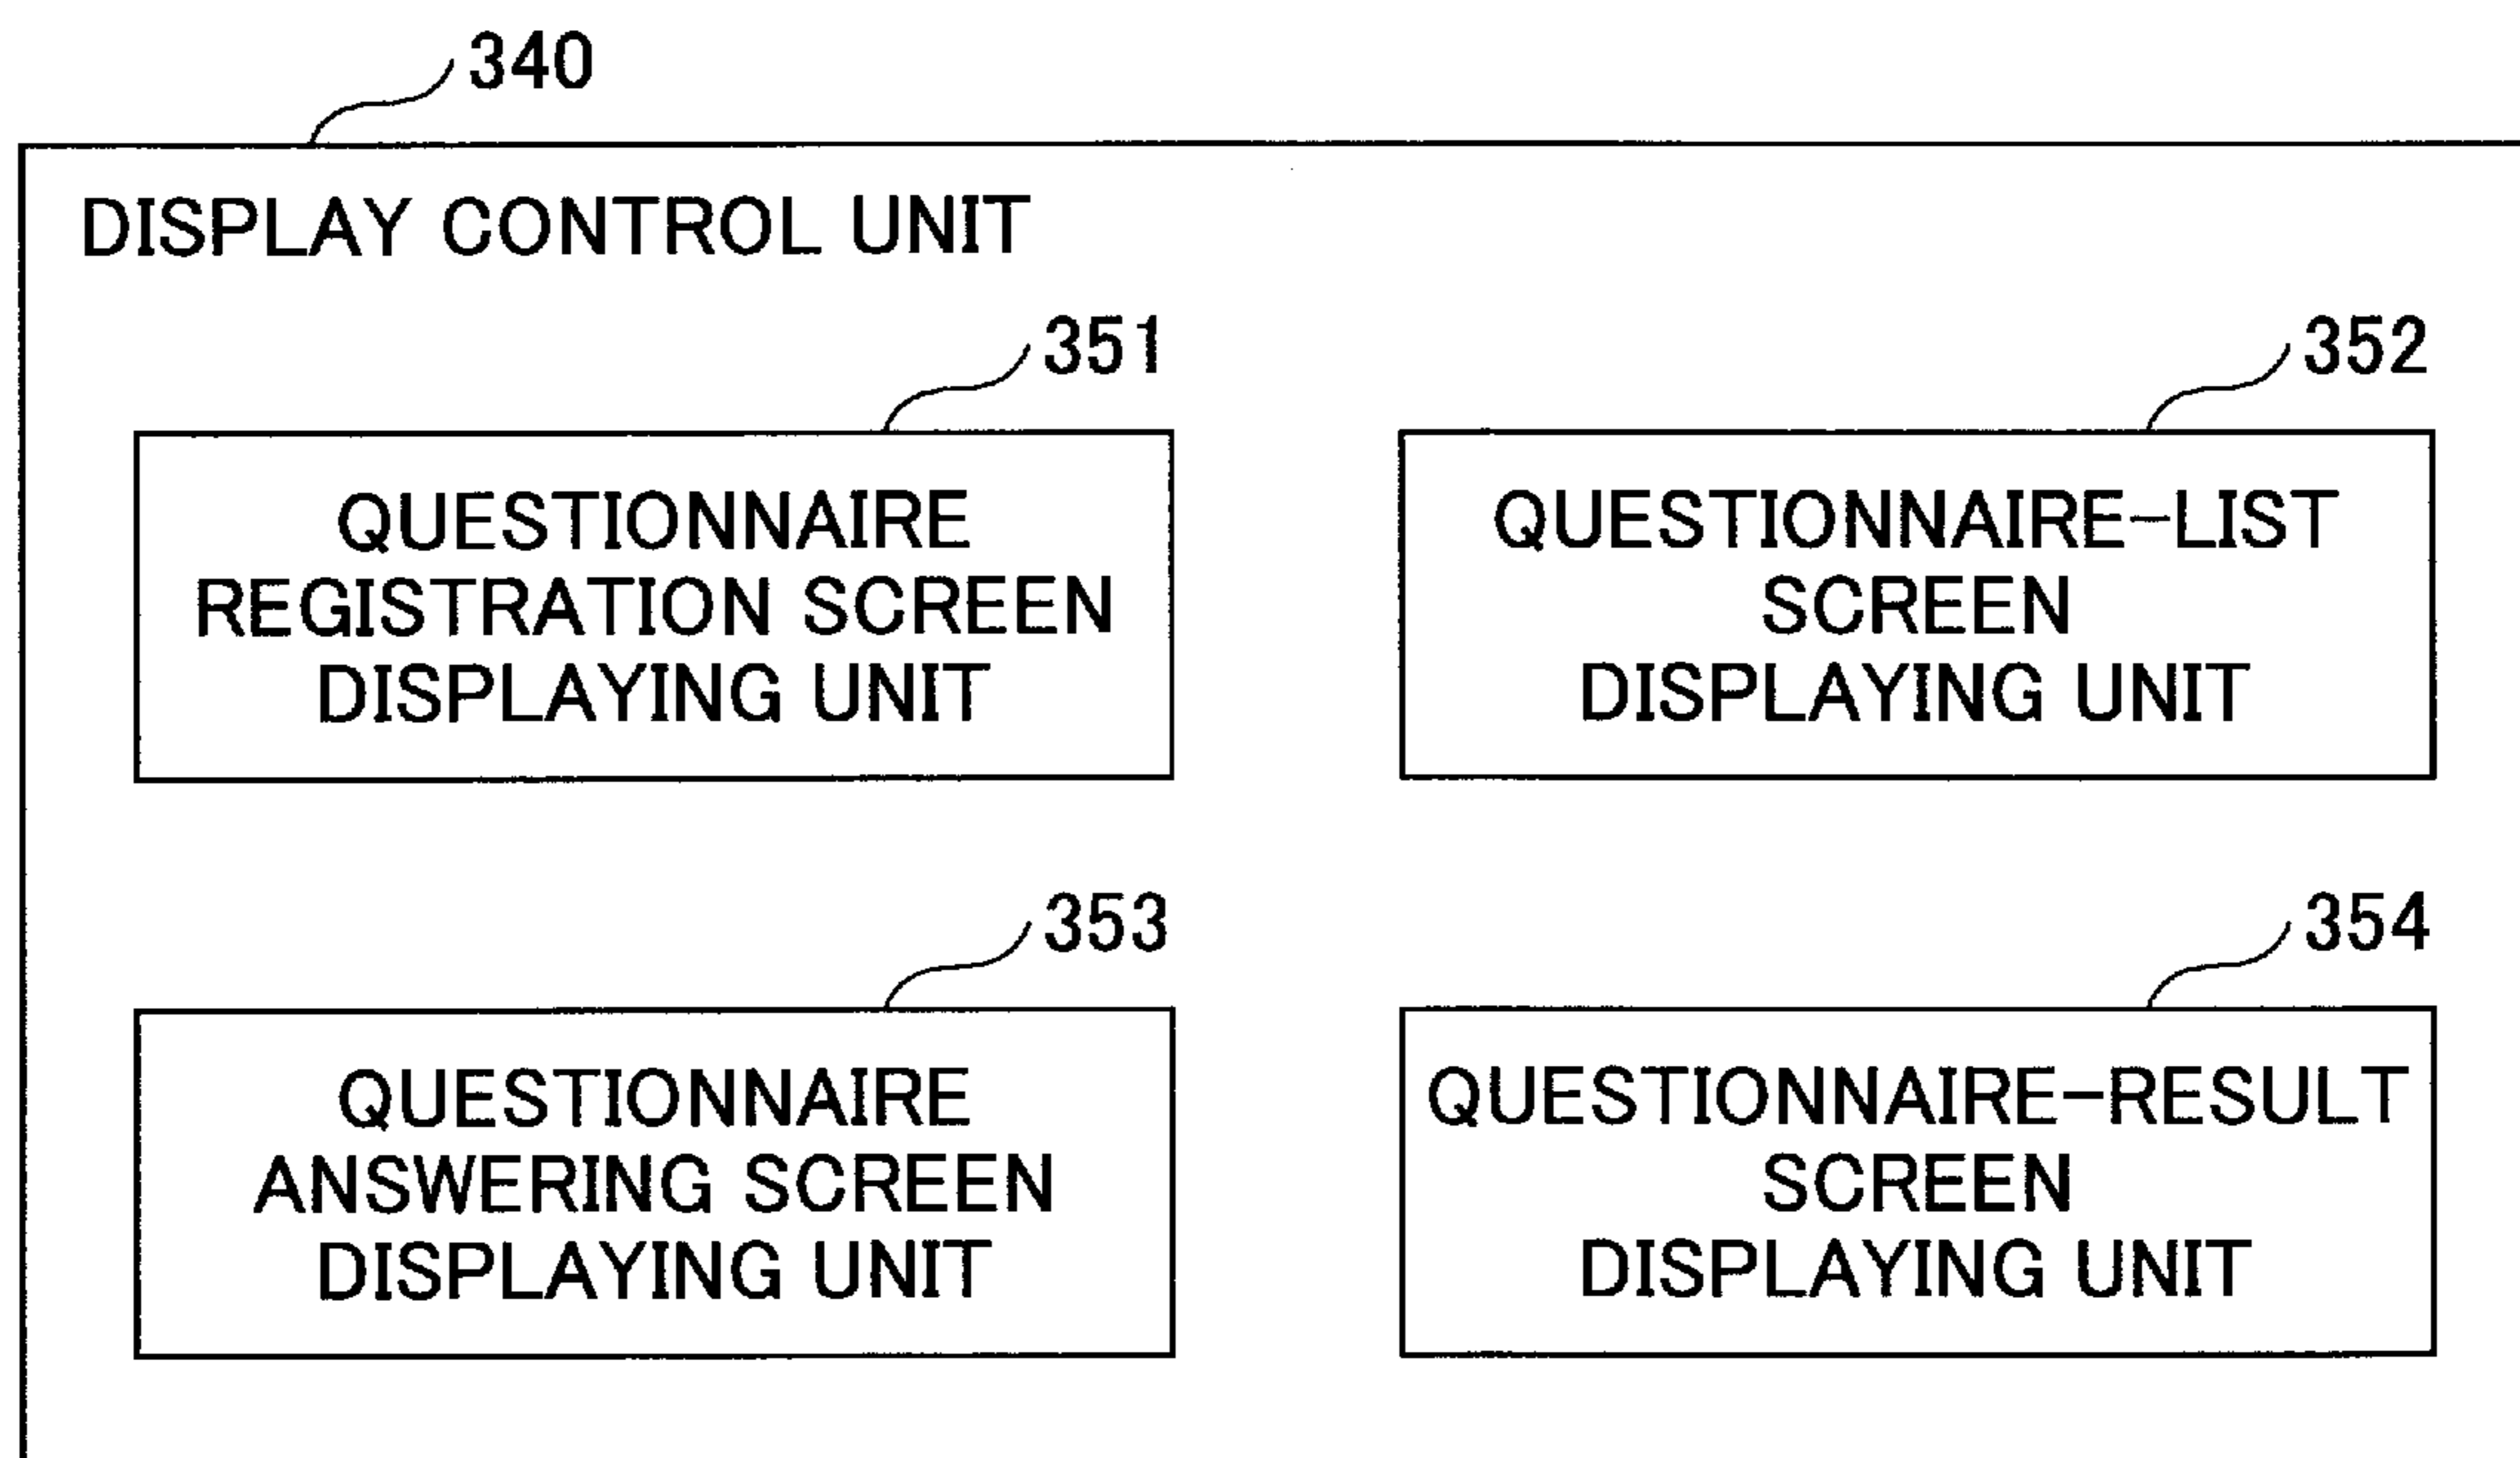 340
DISPLAY CONTROL UNIT
351
QUESTIONNAIRE
REGISTRATION SCREEN
DISPLAYING UNIT
352
QUESTIONNAIRE-LIST
SCREEN
DISPLAYING UNIT
353
QUESTIONNAIRE
ANSWERING SCREEN
DISPLAYING UNIT
354
QUESTIONNAIRE-RESULT
SCREEN
DISPLAYING UNIT